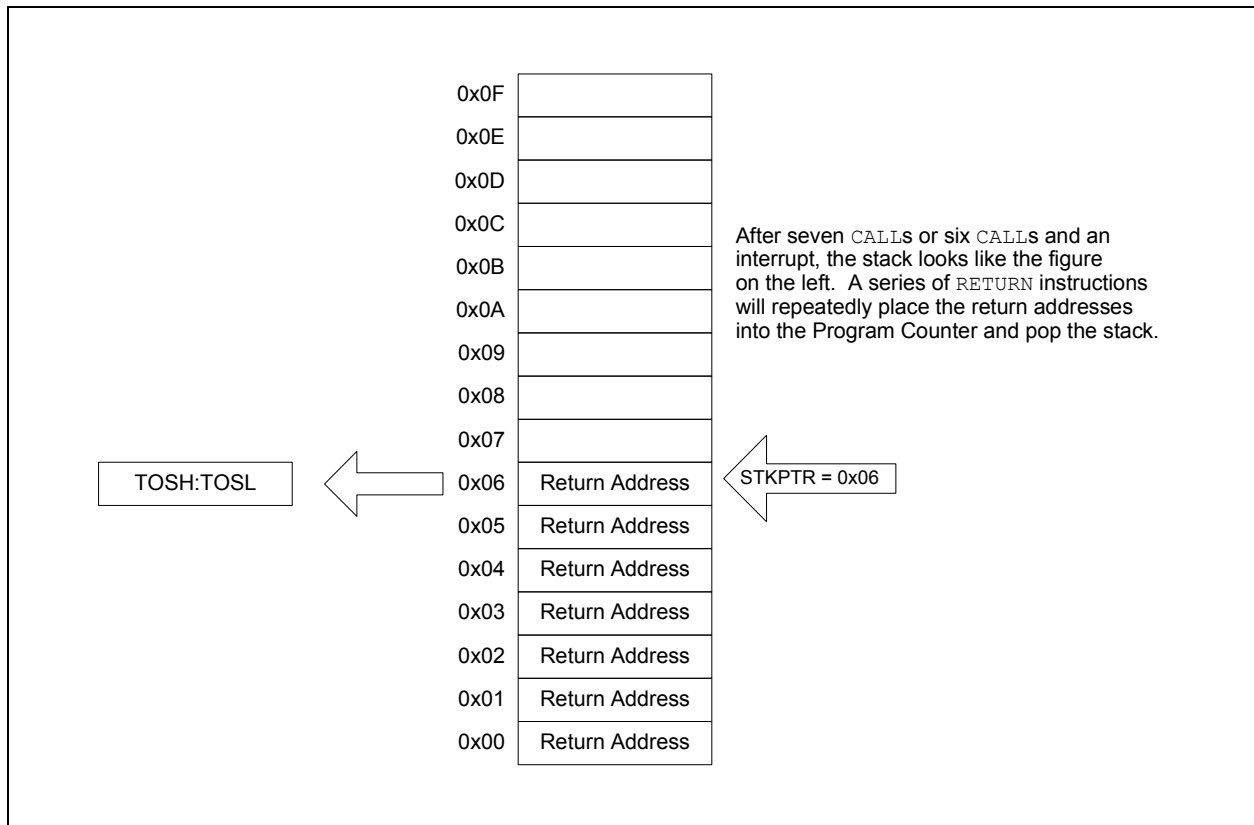 0x0F
0x0E
0x0D
0x0C
0x0B
0x0A
0x09
0x08
0x07
After seven CALLs or six CALLs and an
interrupt, the stack looks like the figure
on the left. A series of RETURN instructions
will repeatedly place the return addresses
into the Program Counter and pop the stack.
TOSH:TOSL
0x06 Return Address
STKPTR = 0x06
0x05 Return Address
0x04 Return Address
0x03 Return Address
0x02 Return Address
0x01 Return Address
0x00 Return Address